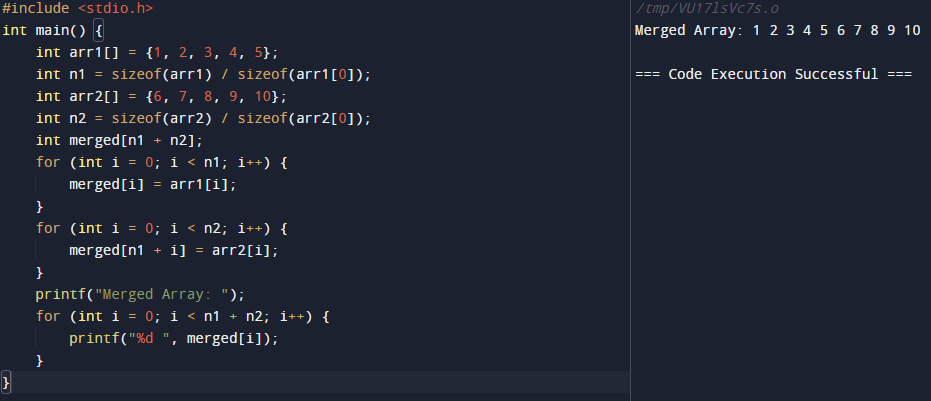 #include <stdio.h>
int main() {
    int arr1[] = {1, 2, 3, 4, 5};
    int n1 = sizeof(arr1) / sizeof(arr1[0]);
    int arr2[] = {6, 7, 8, 9, 10};
    int n2 = sizeof(arr2) / sizeof(arr2[0]);
    int merged[n1 + n2];
    for (int i = 0; i < n1; i++) {
        merged[i] = arr1[i];
    }
    for (int i = 0; i < n2; i++) {
        merged[n1 + i] = arr2[i];
    }
    printf("Merged Array: ");
    for (int i = 0; i < n1 + n2; i++) {
        printf("%d ", merged[i]);
    }
}
/tmp/VU17lsVc7s.o
Merged Array: 1 2 3 4 5 6 7 8 9 10
=== Code Execution Successful ===